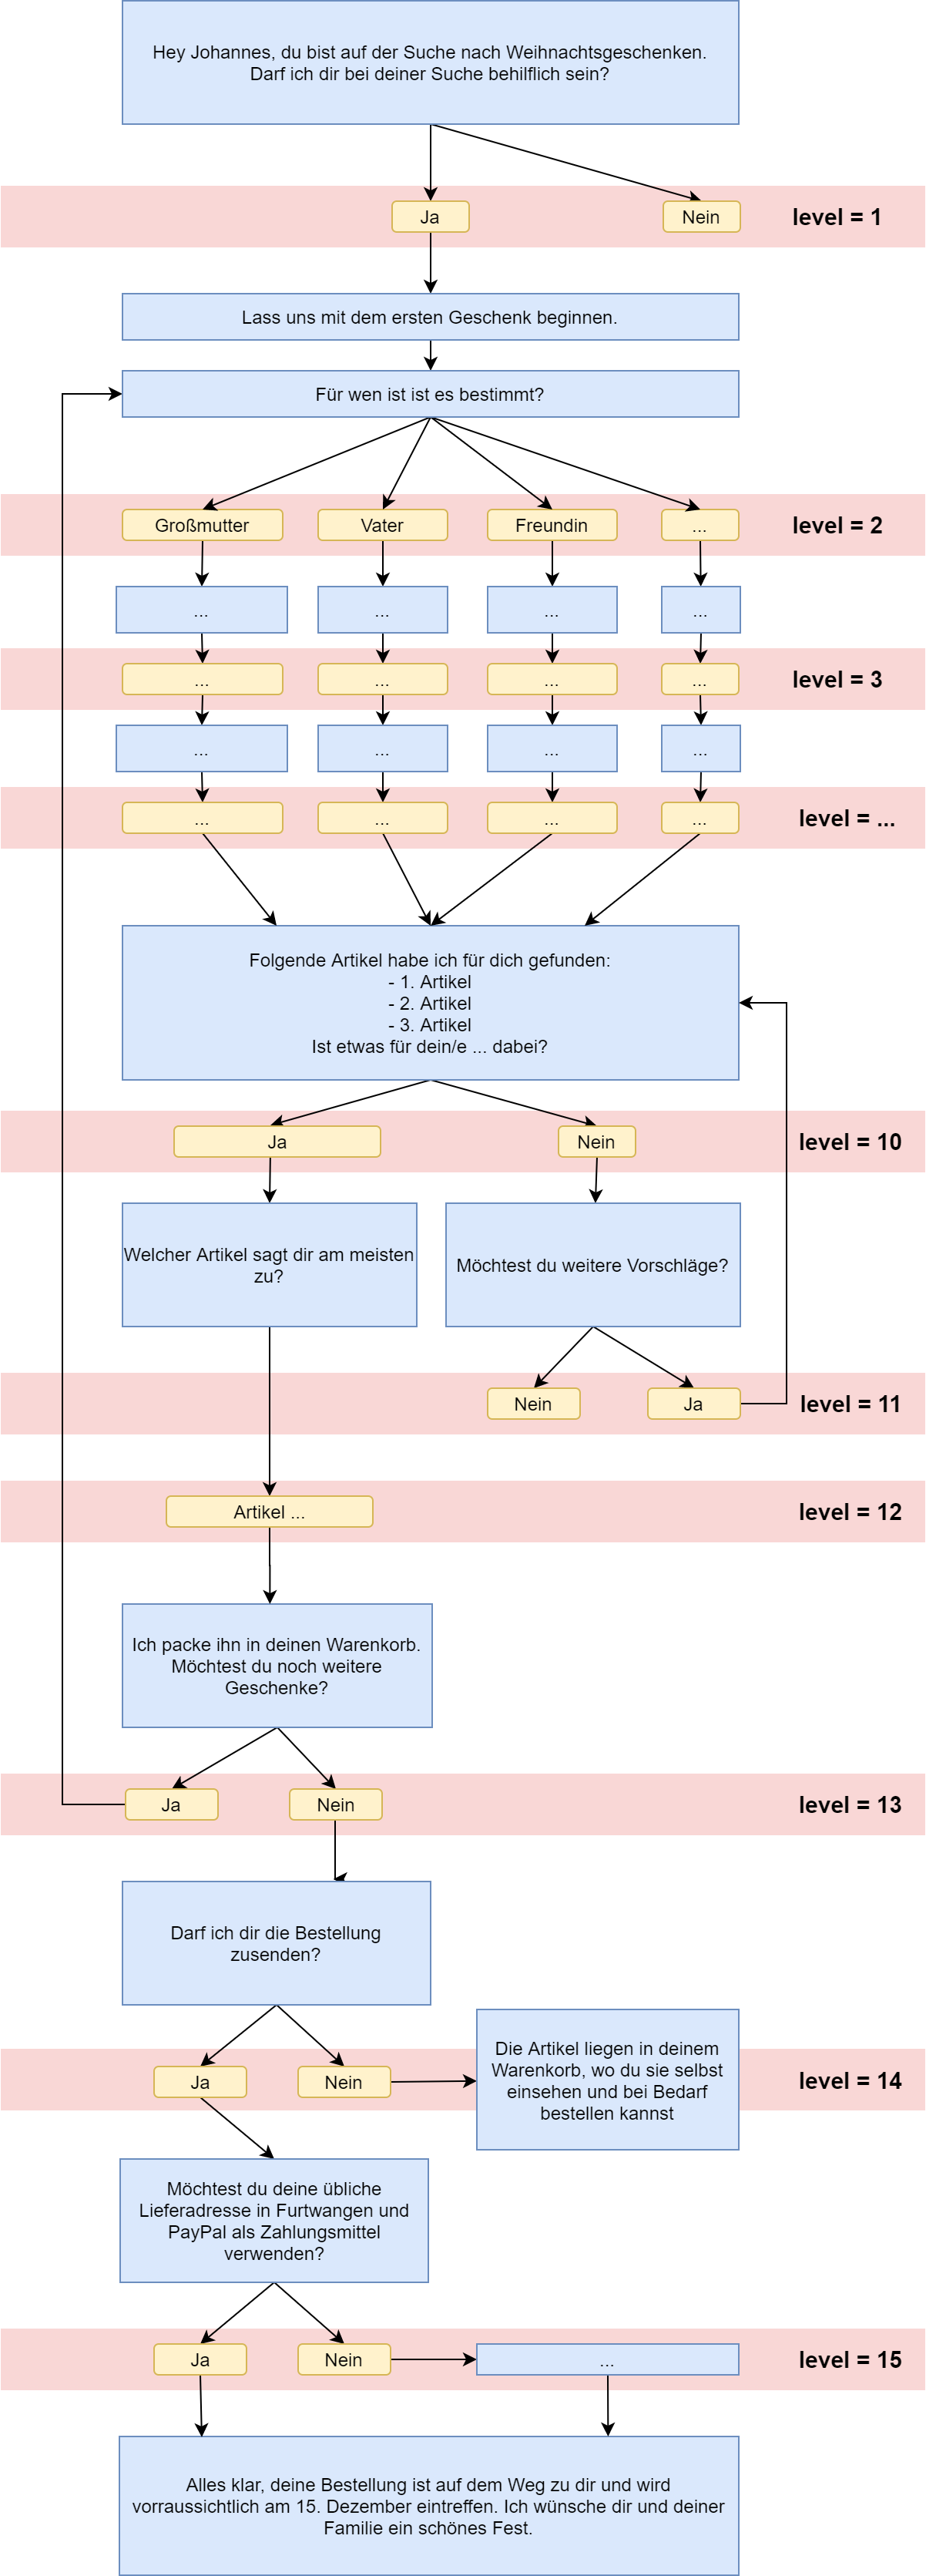 Hey Johannes, du bist auf der Suche nach Weihnachtsgeschenken.
Darf ich dir bei deiner Suche behilflich sein?
Ja
Nein
level = 1
Lass uns mit dem ersten Geschenk beginnen.
Für wen ist ist es bestimmt?
Großmutter
Vater
Freundin
...
level = 2
...
...
...
...
...
...
...
...
level = 3
...
...
...
...
...
...
...
...
level = ...
Folgende Artikel habe ich für dich gefunden:
- 1. Artikel
- 2. Artikel
- 3. Artikel
Ist etwas für dein/e ... dabei?
Ja
Nein
level = 10
Welcher Artikel sagt dir am meisten
zu?
Möchtest du weitere Vorschläge?
Nein
Ja
level = 11
Artikel ...
level = 12
Ich packe ihn in deinen Warenkorb.
Möchtest du noch weitere
Geschenke?
Ja
Nein
level = 13
Darf ich dir die Bestellung
zusenden?
Ja
Nein
Die Artikel liegen in deinem
Warenkorb, wo du sie selbst
einsehen und bei Bedarf
bestellen kannst
level = 14
Möchtest du deine übliche
Lieferadresse in Furtwangen und
PayPal als Zahlungsmittel
verwenden?
Ja
Nein
...
level = 15
Alles klar, deine Bestellung ist auf dem Weg zu dir und wird
vorraussichtlich am 15. Dezember eintreffen. Ich wünsche dir und deiner
Familie ein schönes Fest.